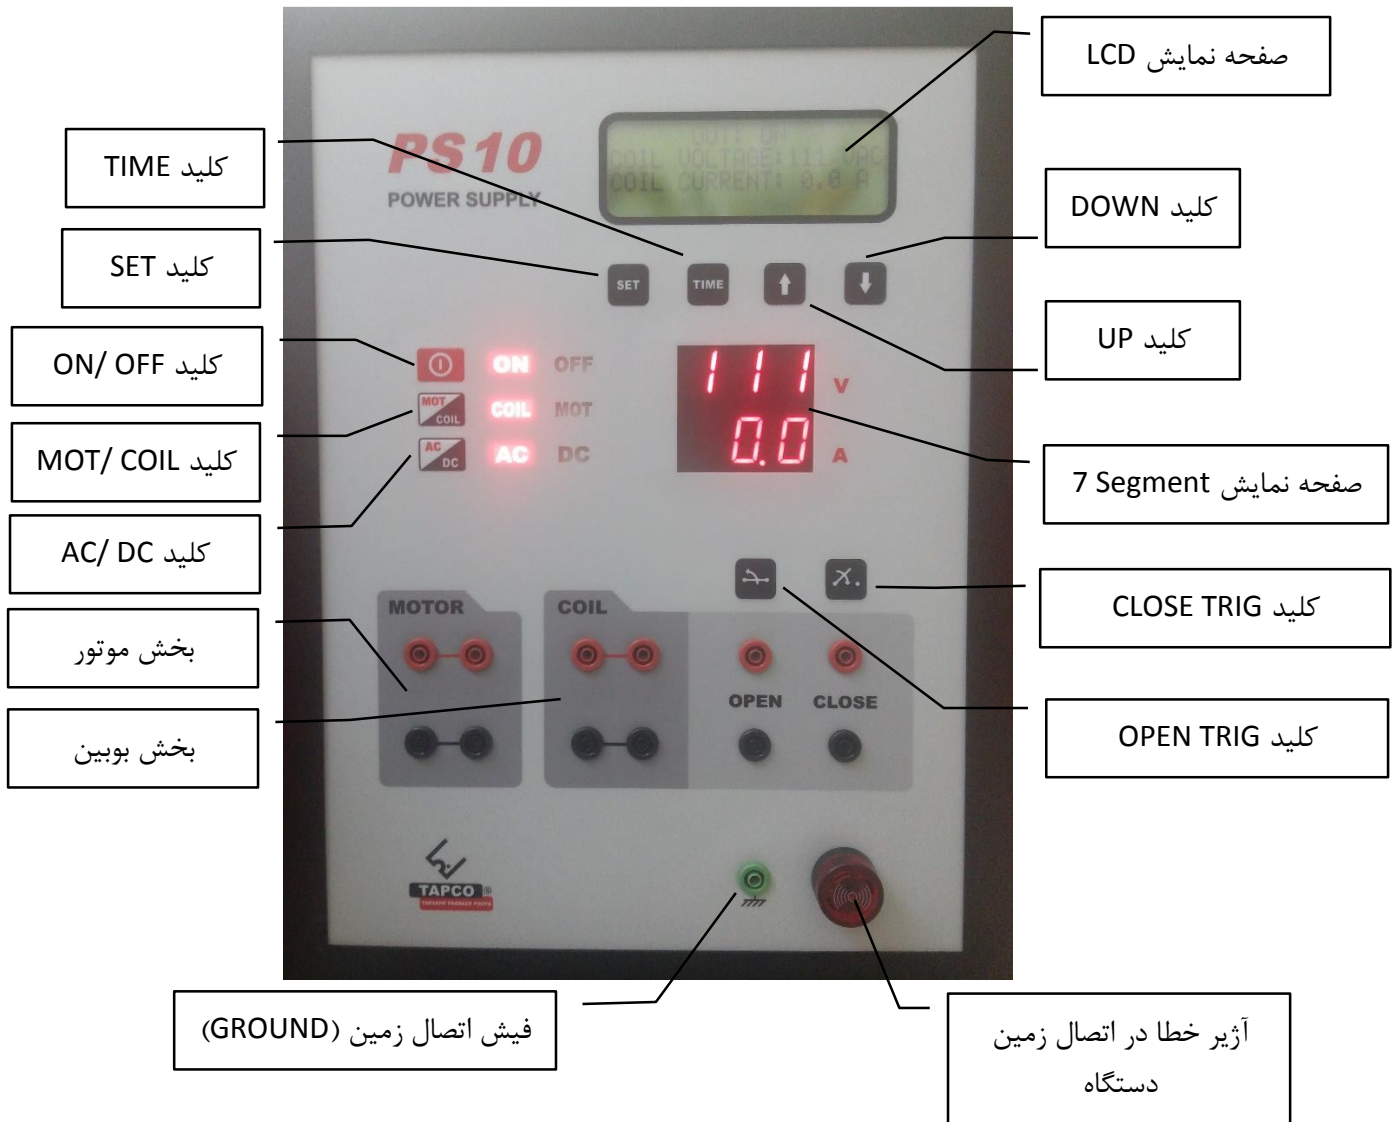 صفحه نمایش LCD
کلید TIME
کلید DOWN
کلید SET
کلید UP
کلید ON/ OFF
کلید MOT/ COIL
صفحه نمایش 7 Segment
کلید AC/ DC
کلید CLOSE TRIG
بخش موتور
کلید OPEN TRIG
بخش بوبین
فیش اتصال زمین (GROUND)
آژیر خطا در اتصال زمین
دستگاه
PS10
POWER SUPPLY
OUT: ON
COIL VOLTAGE:111 VAC
COIL CURRENT: 0.0 A
SET TIME
ON OFF
MOT COIL COIL MOT
AC DC AC DC
111 V
0.0 A
MOTOR COIL
OPEN CLOSE
TAPCO ®